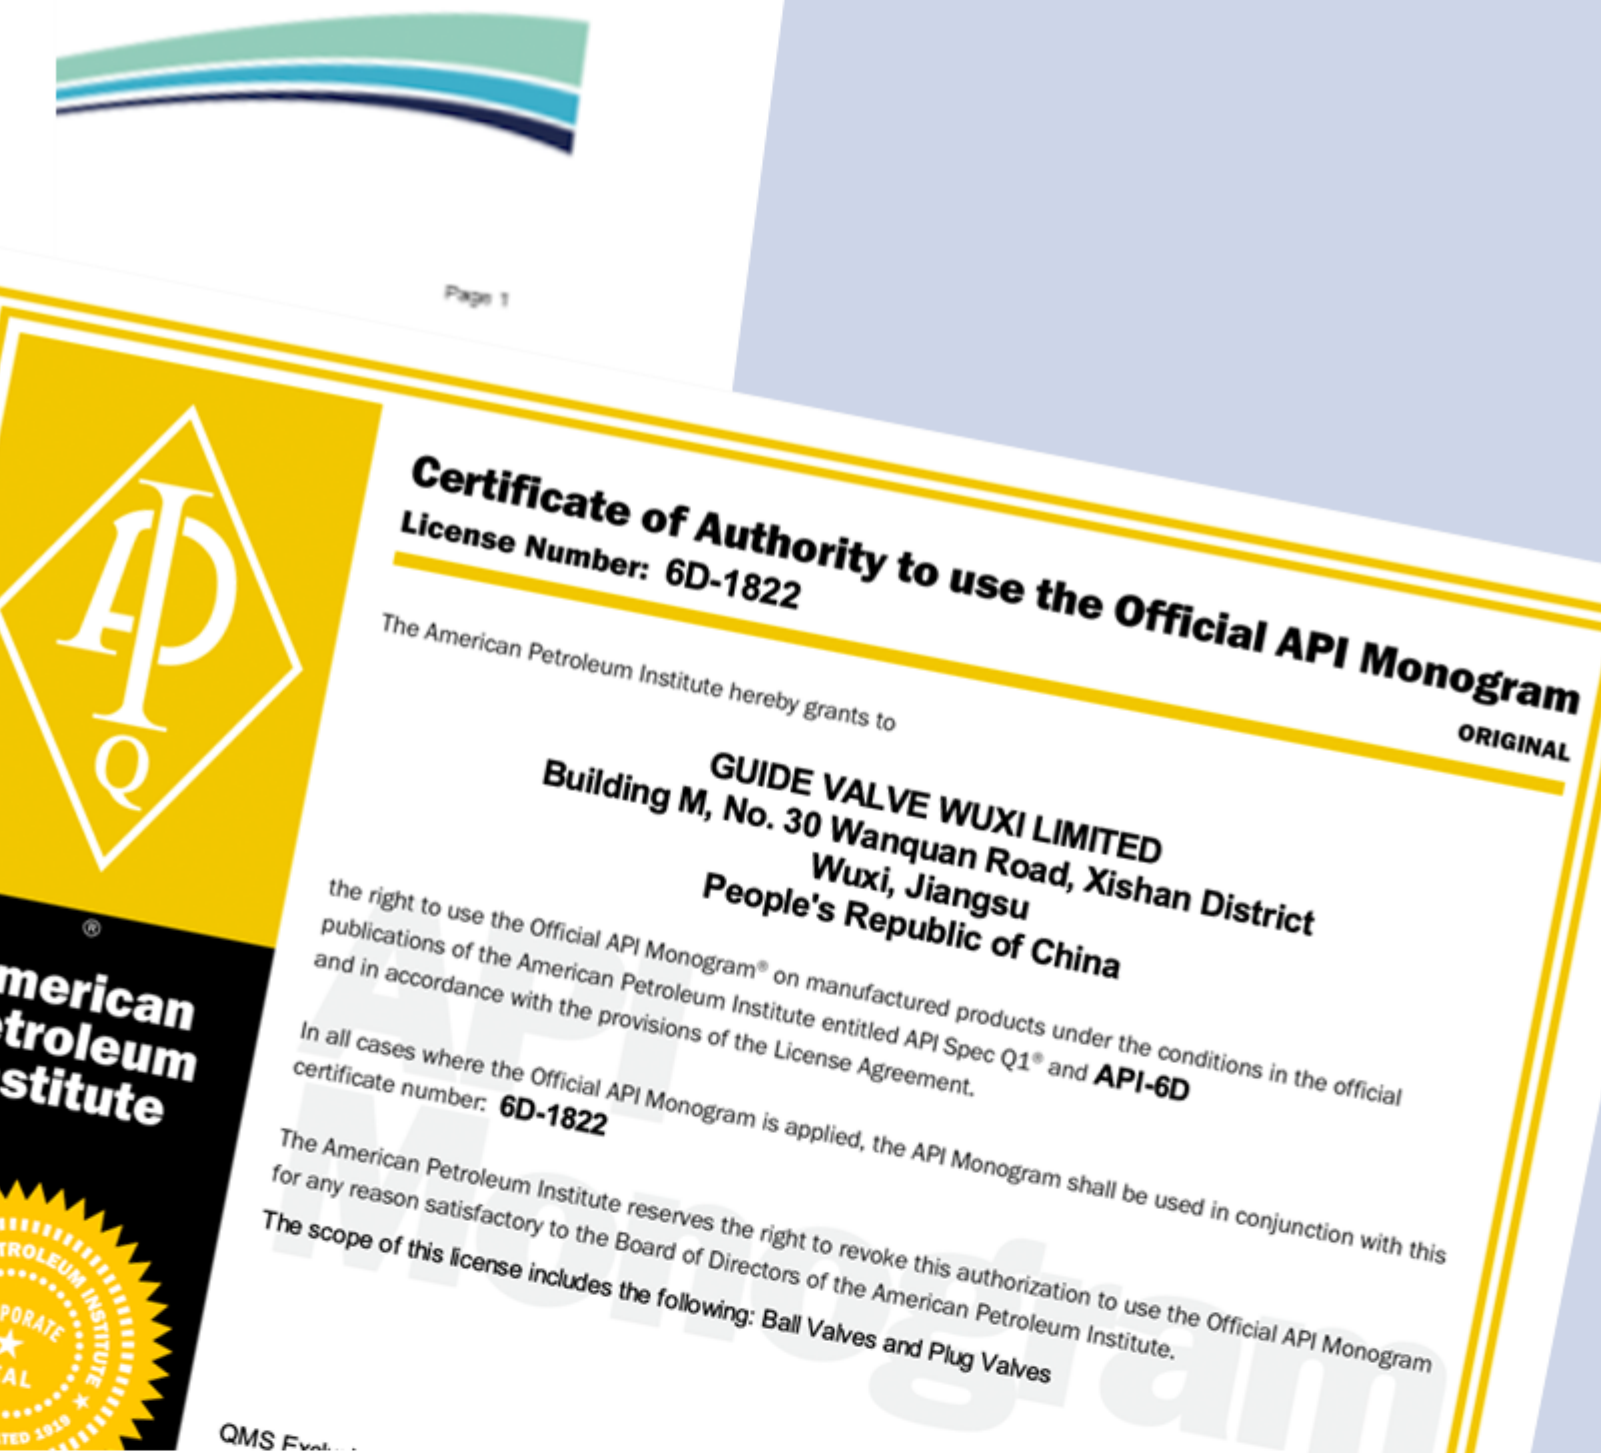 Page 1
API
Q
®
merican
troleum
stitute
TROLEUM INSTITUTE
PORATE
AL
TED 1919
Certificate of Authority to use the Official API Monogram
License Number: 6D-1822
ORIGINAL
The American Petroleum Institute hereby grants to
GUIDE VALVE WUXI LIMITED
Building M, No. 30 Wanquan Road, Xishan District
Wuxi, Jiangsu
People's Republic of China
the right to use the Official API Monogram® on manufactured products under the conditions in the official
publications of the American Petroleum Institute entitled API Spec Q1® and API-6D
and in accordance with the provisions of the License Agreement.
In all cases where the Official API Monogram is applied, the API Monogram shall be used in conjunction with this
certificate number: 6D-1822
The American Petroleum Institute reserves the right to revoke this authorization to use the Official API Monogram
for any reason satisfactory to the Board of Directors of the American Petroleum Institute.
The scope of this license includes the following: Ball Valves and Plug Valves
API
Monogram
QMS